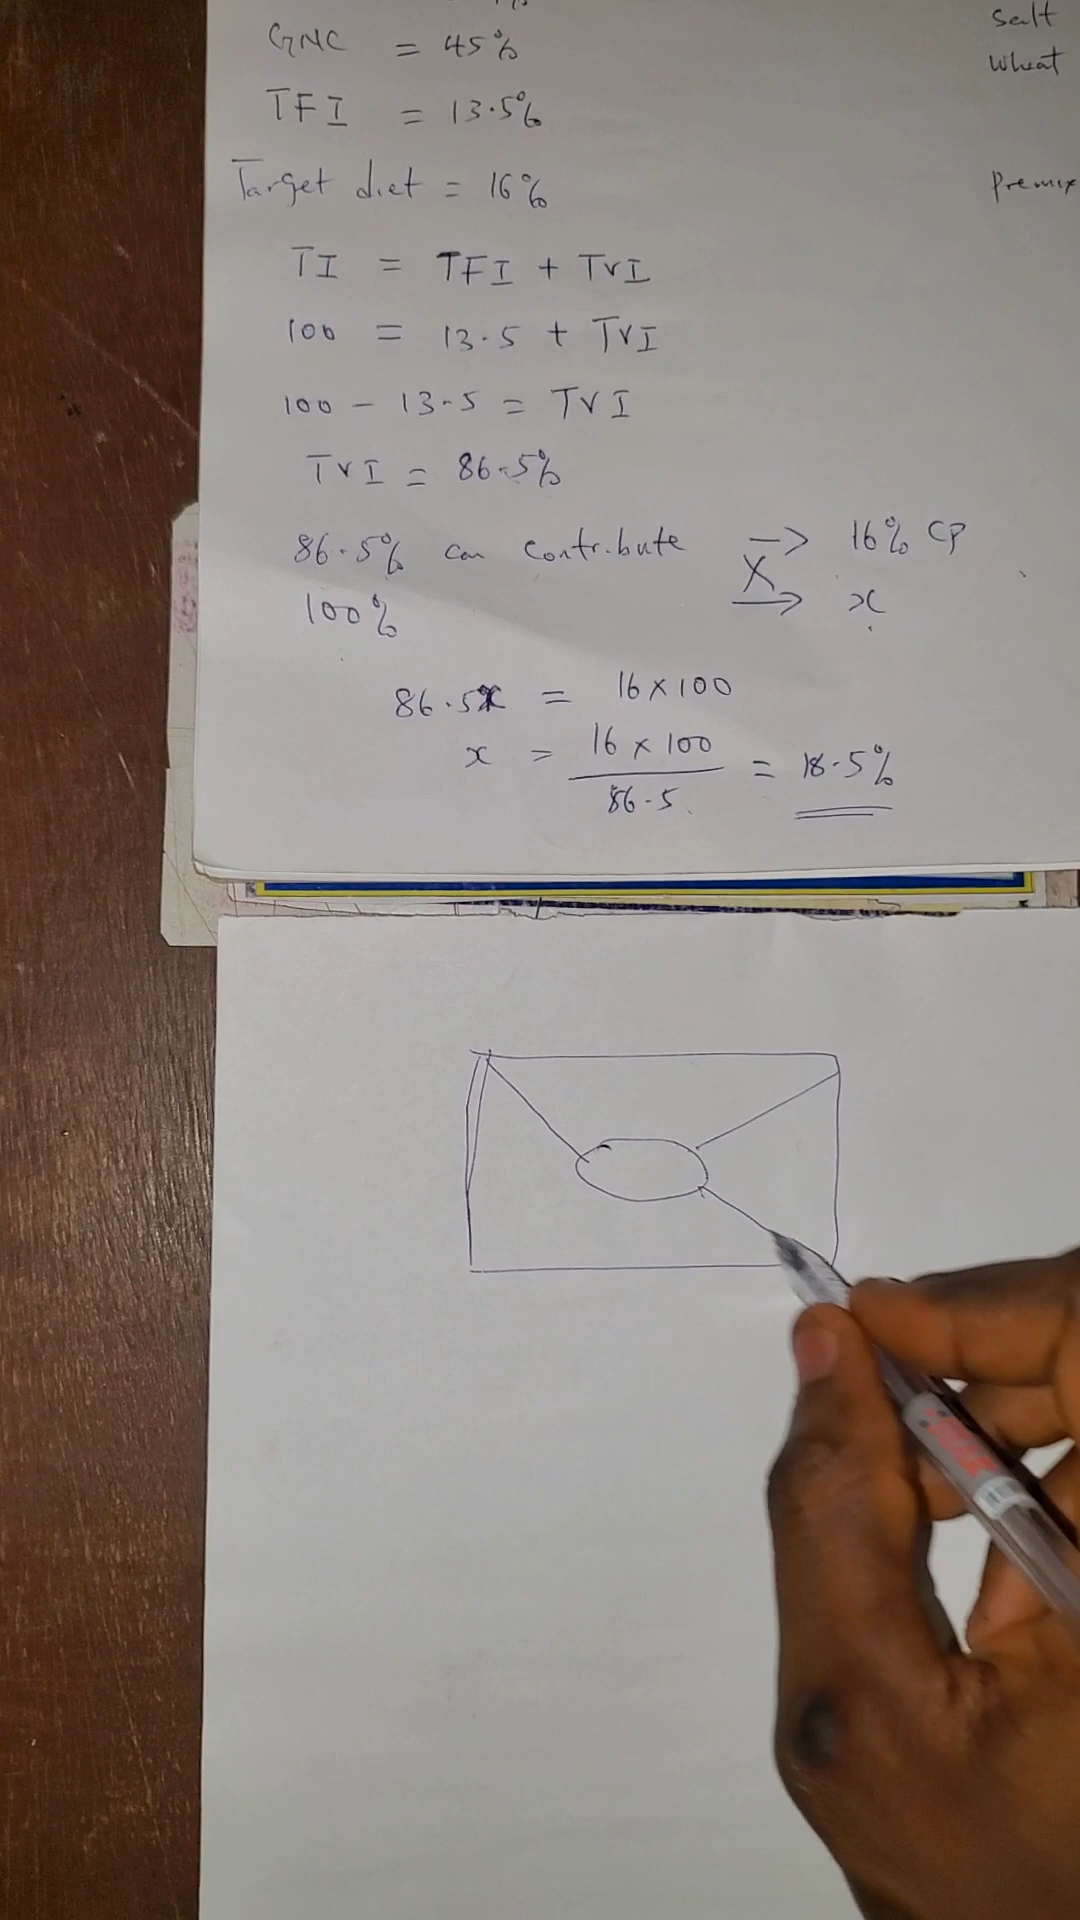 GNC = 45%
TFI = 13.5%
Target diet = 16%
TI = TFI + TVI
100 = 13.5 + TVI
100 - 13.5 = TVI
TVI = 86.5%
86.5% can contribute → 16% CP
100% → x
86.5x = 16 x 100
x = 16 x 100 / 86.5 = 18.5%
salt
wheat
Premix